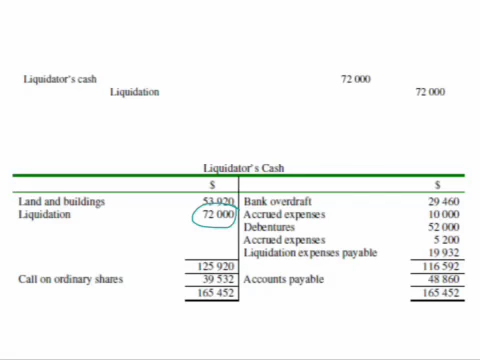 Liquidator's cash 72 000
Liquidation 72 000
Liquidator's Cash
$ $
Land and buildings 53 920 Bank overdraft 29 460
Liquidation 72 000 Accrued expenses 10 000
Debentures 52 000
Accrued expenses 5 200
Liquidation expenses payable 19 932
125 920 116 592
Call on ordinary shares 39 532 Accounts payable 48 860
165 452 165 452